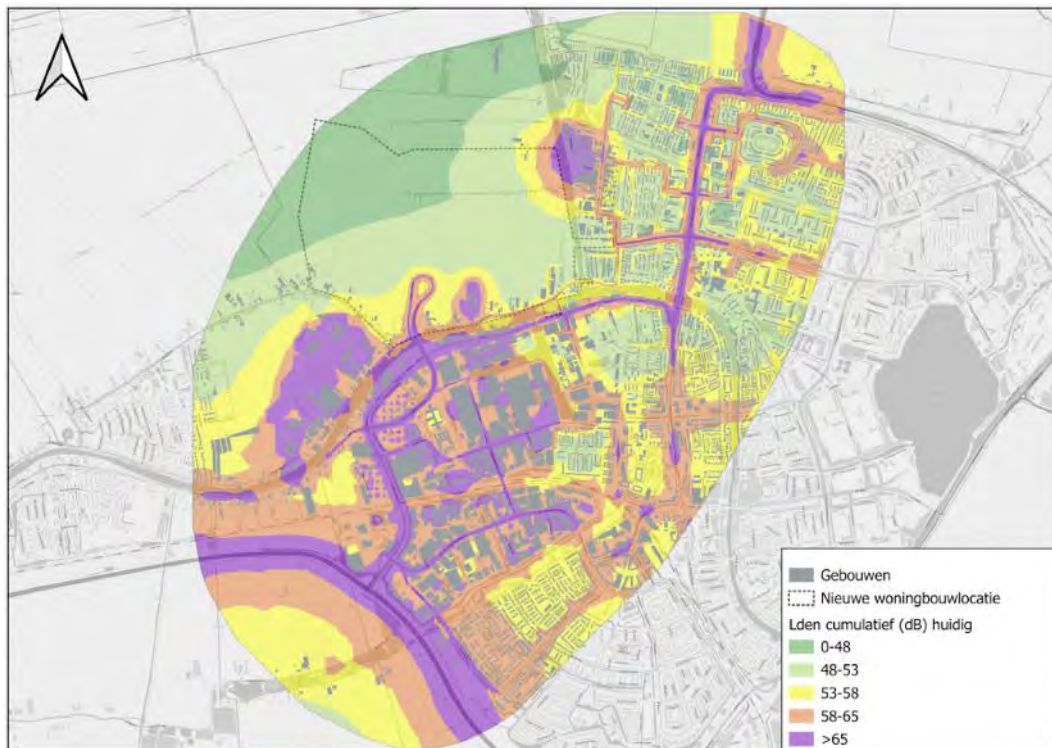 Gebouwen
Nieuwe woningbouwlocatie
Lden cumulatief (dB) huidig
0-48
48-53
53-58
58-65
>65